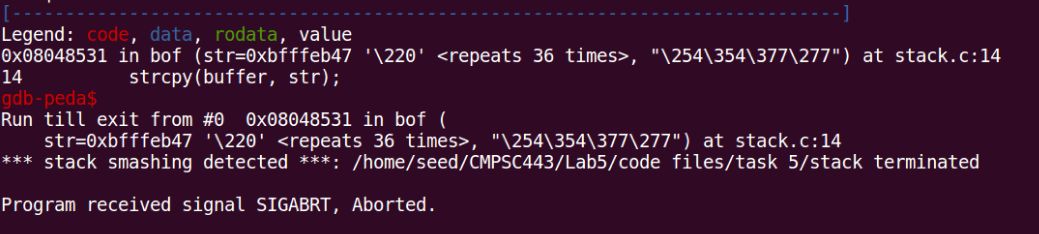 [------------------------------------------------------------------------------]
Legend: code, data, rodata, value
0x08048531 in bof (str=0xbfffeb47 '\220' <repeats 36 times>, "\254\354\377\277") at stack.c:14
14 strcpy(buffer, str);
gdb-peda$
Run till exit from #0 0x08048531 in bof (
str=0xbfffeb47 '\220' <repeats 36 times>, "\254\354\377\277") at stack.c:14
*** stack smashing detected ***: /home/seed/CMPSC443/Lab5/code files/task 5/stack terminated
Program received signal SIGABRT, Aborted.